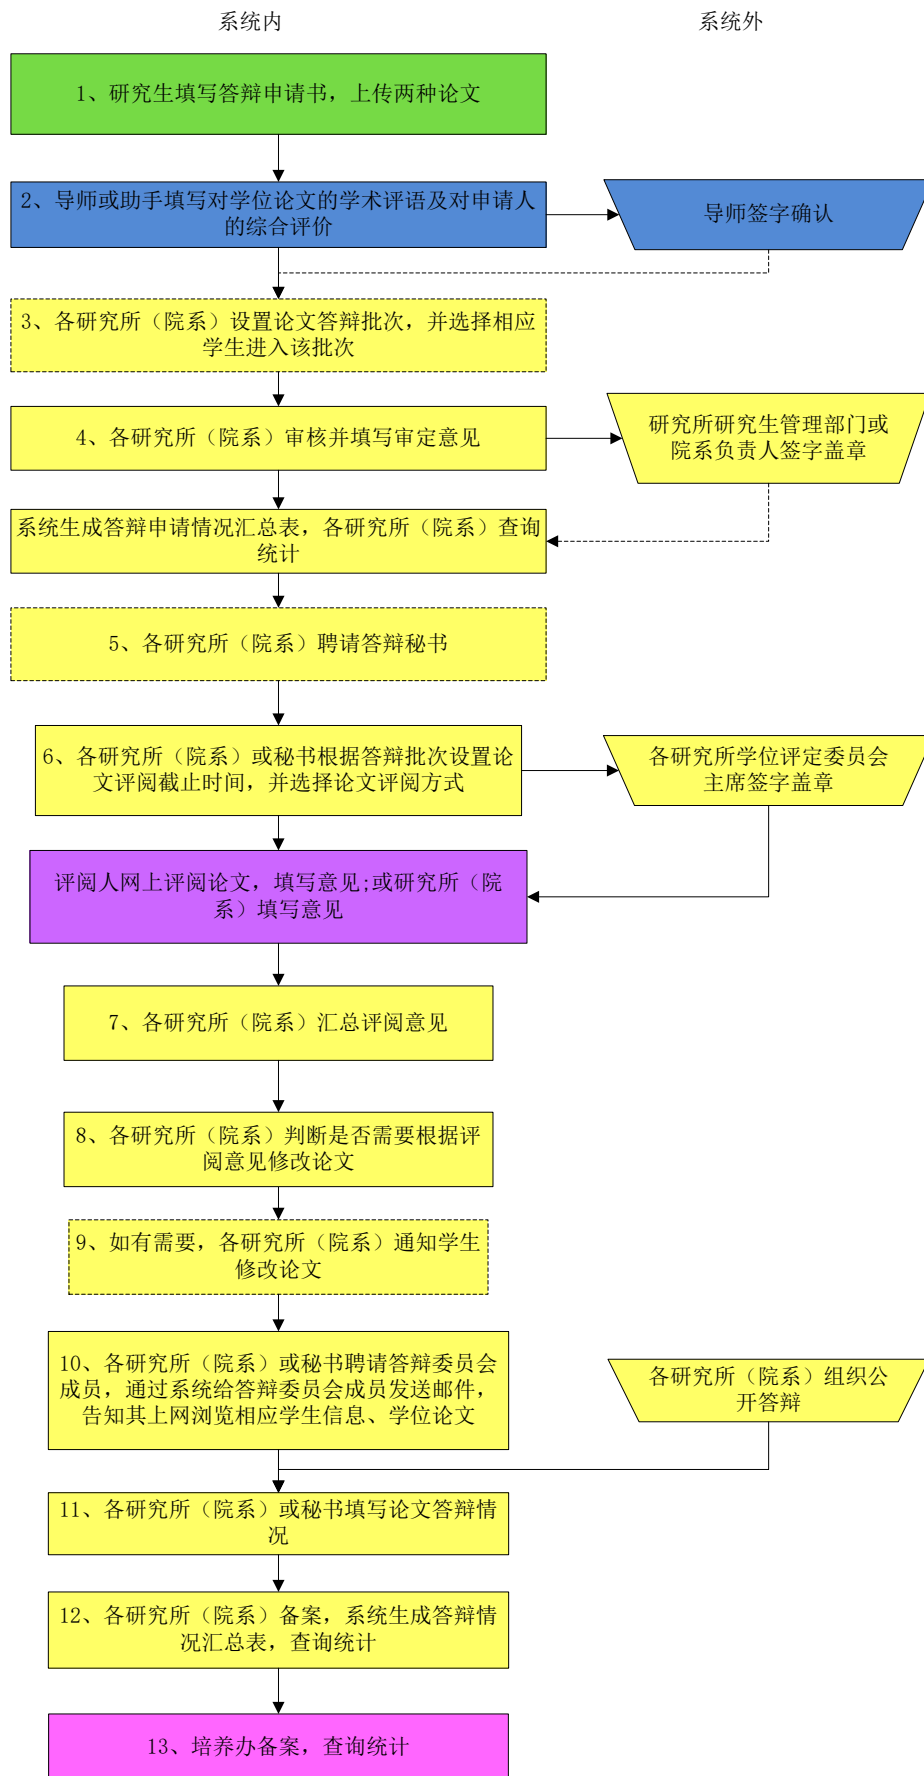 系统内
系统外
1、研究生填写答辩申请书，上传两种论文
2、导师或助手填写对学位论文的学术评语及对申请人
的综合评价
导师签字确认
3、各研究所（院系）设置论文答辩批次，并选择相应
学生进入该批次
4、各研究所（院系）审核并填写审定意见
研究所研究生管理部门或
院系负责人签字盖章
系统生成答辩申请情况汇总表，各研究所（院系）查询
统计
5、各研究所（院系）聘请答辩秘书
6、各研究所（院系）或秘书根据答辩批次设置论
文评阅截止时间，并选择论文评阅方式
各研究所学位评定委员会
主席签字盖章
评阅人网上评阅论文，填写意见;或研究所（院
系）填写意见
7、各研究所（院系）汇总评阅意见
8、各研究所（院系）判断是否需要根据评
阅意见修改论文
9、如有需要，各研究所（院系）通知学生
修改论文
10、各研究所（院系）或秘书聘请答辩委员会
成员，通过系统给答辩委员会成员发送邮件，
告知其上网浏览相应学生信息、学位论文
各研究所（院系）组织公
开答辩
11、各研究所（院系）或秘书填写论文答辩情
况
12、各研究所（院系）备案，系统生成答辩情
况汇总表，查询统计
13、培养办备案，查询统计